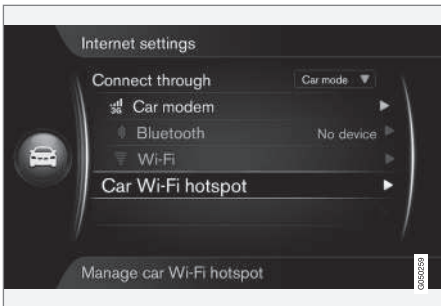 Internet settings
Connect through Car mode
3G Car modem
Bluetooth No device
Wi-Fi
Car Wi-Fi hotspot
Manage car Wi-Fi hotspot
G050259